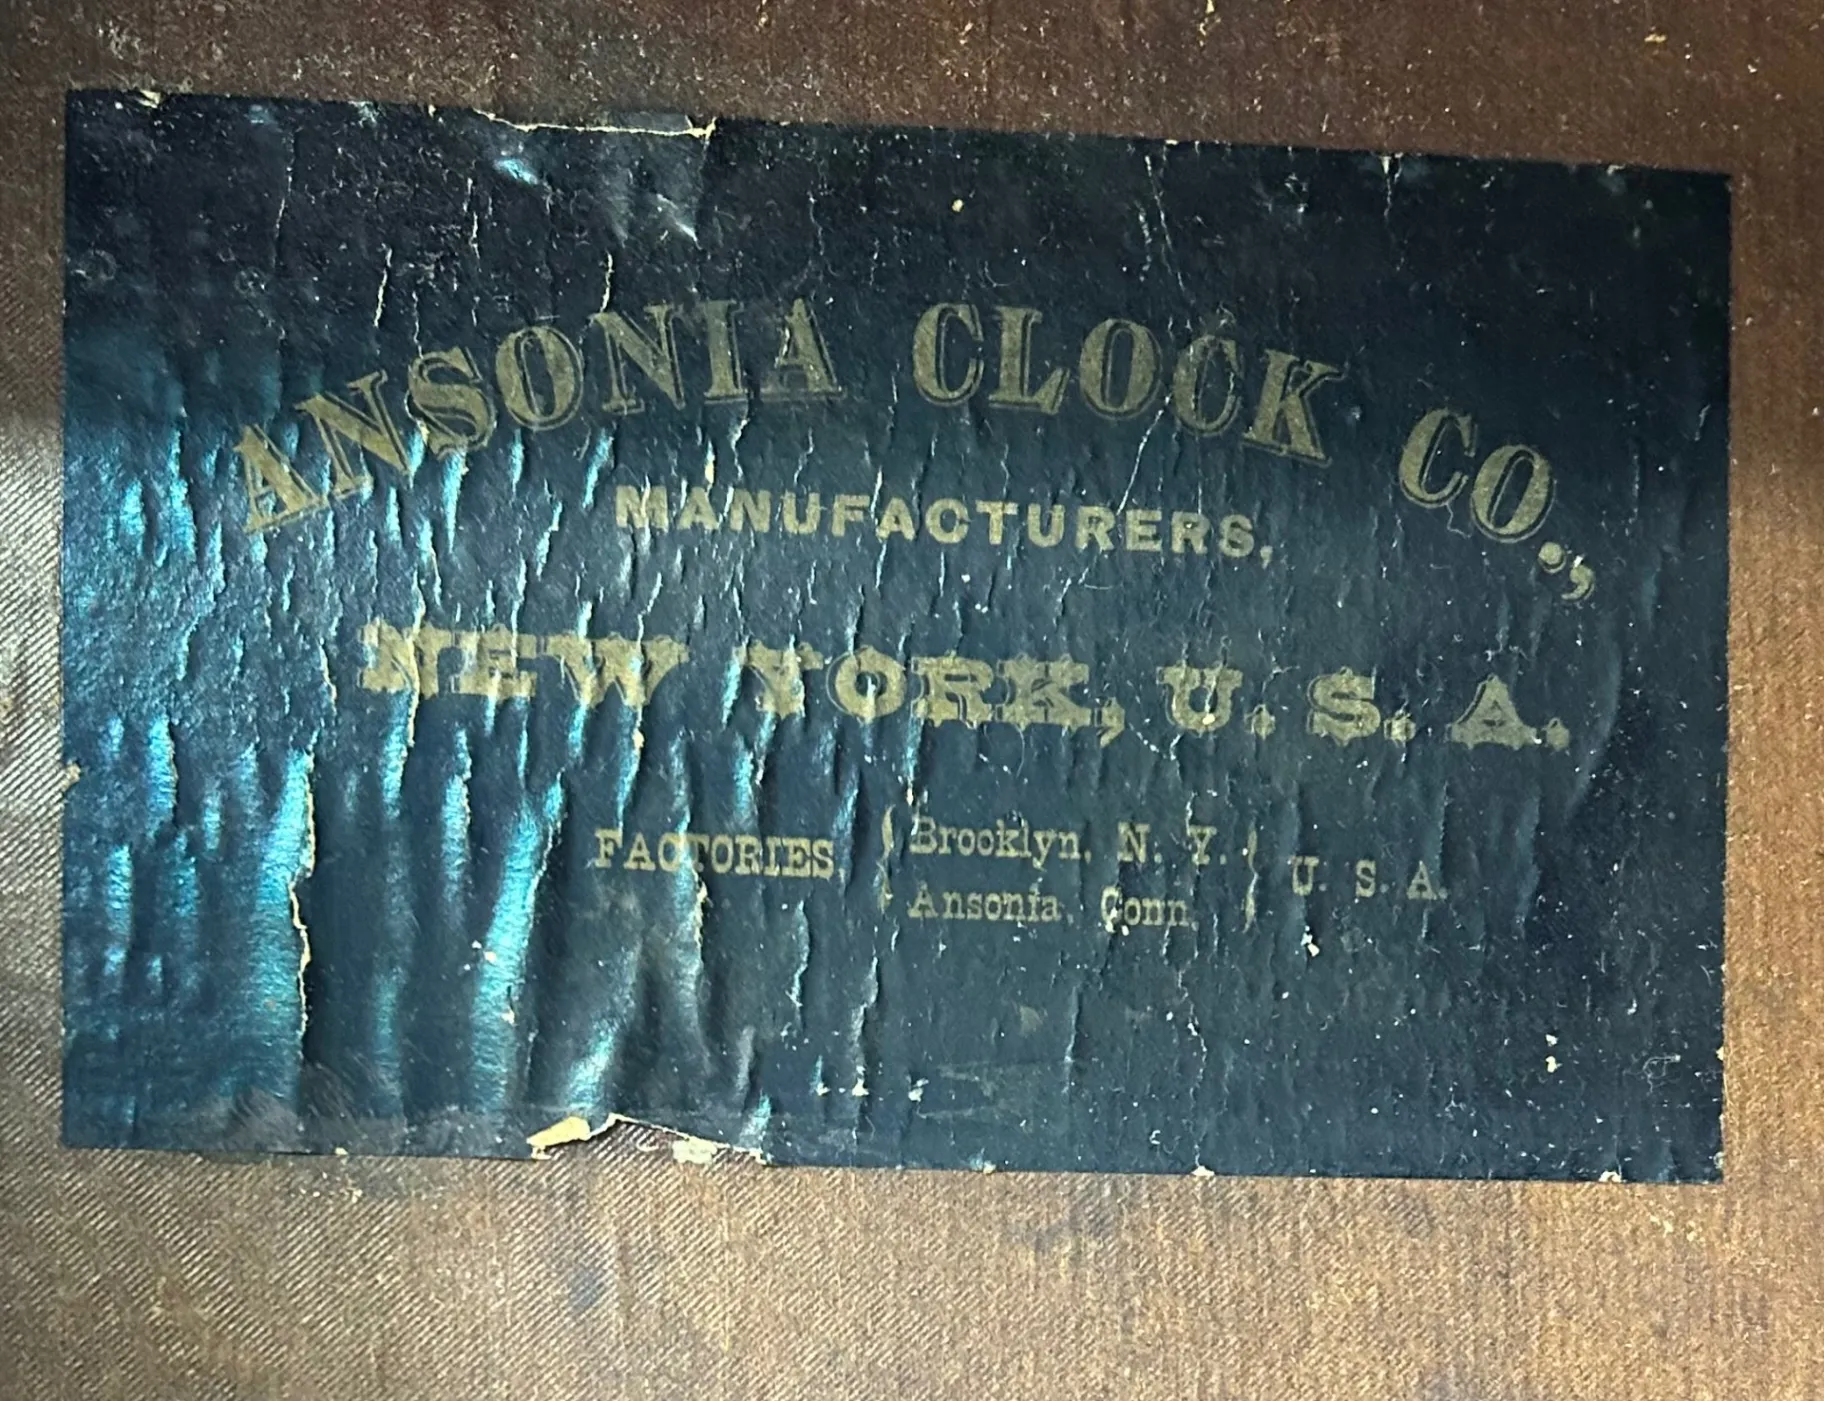 ANSONIA CLOCK CO.,
MANUFACTURERS,
NEW YORK, U. S. A.
FACTORIES { Brooklyn, N. Y. } U. S. A.
Ansonia, Conn.